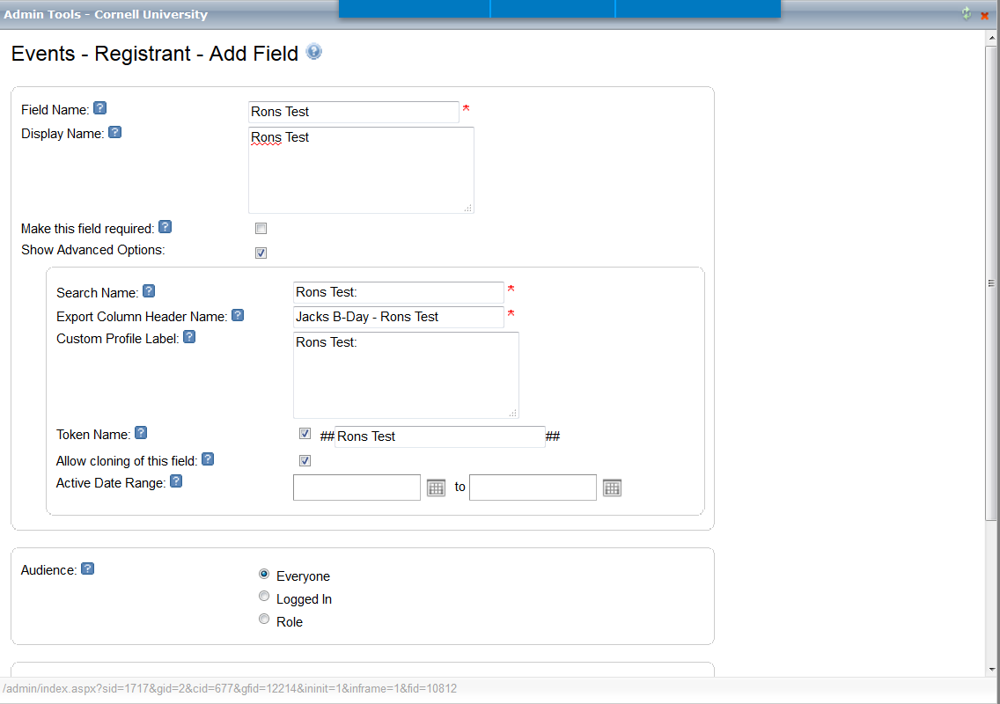 Admin Tools - Cornell University
Events - Registrant - Add Field ?
Field Name: ? Rons Test *
Display Name: ? Rons Test
Make this field required: ?
Show Advanced Options:
Search Name: ? Rons Test: *
Export Column Header Name: ? Jacks B-Day - Rons Test *
Custom Profile Label: ? Rons Test:
Token Name: ? ## Rons Test ##
Allow cloning of this field: ?
Active Date Range: ? to
Audience: ? Everyone
Logged In
Role
/admin/index.aspx?sid=1717&gid=2&cid=677&gfid=12214&ininit=1&inframe=1&fid=10812